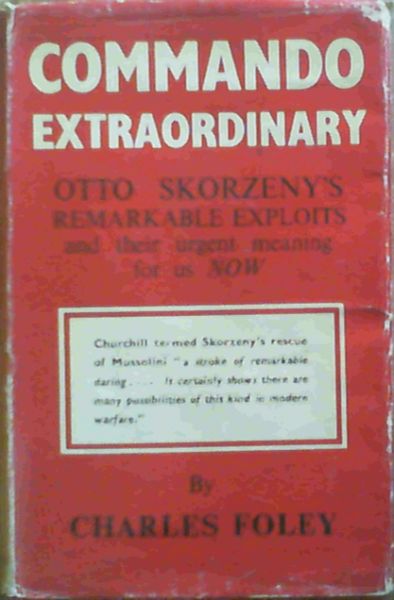 COMMANDO
EXTRAORDINARY
OTTO SKORZENY'S
REMARKABLE EXPLOITS
and their urgent meaning
for us NOW
Churchill termed Skorzeny's rescue
of Mussolini "a stroke of remarkable
daring.... It certainly shows there are
many possibilities of this kind in modern
warfare."
By
CHARLES FOLEY